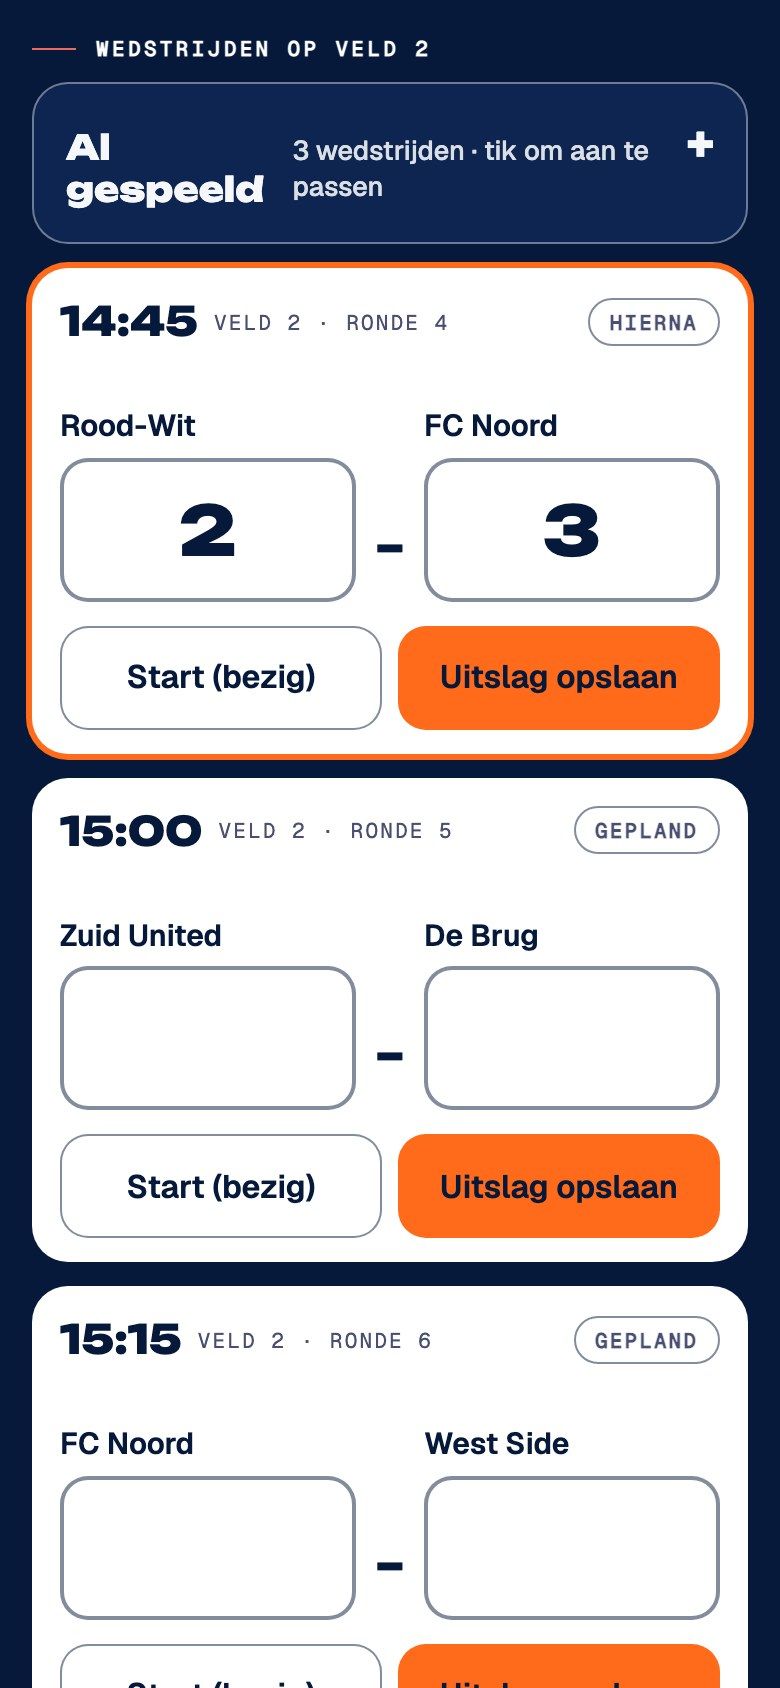 WEDSTRIJDEN OP VELD 2
Al gespeeld
3 wedstrijden · tik om aan te passen
+
14:45 VELD 2 · RONDE 4 HIERNA
Rood-Wit FC Noord
2 – 3
Start (bezig) Uitslag opslaan
15:00 VELD 2 · RONDE 5 GEPLAND
Zuid United De Brug
–
Start (bezig) Uitslag opslaan
15:15 VELD 2 · RONDE 6 GEPLAND
FC Noord West Side
–